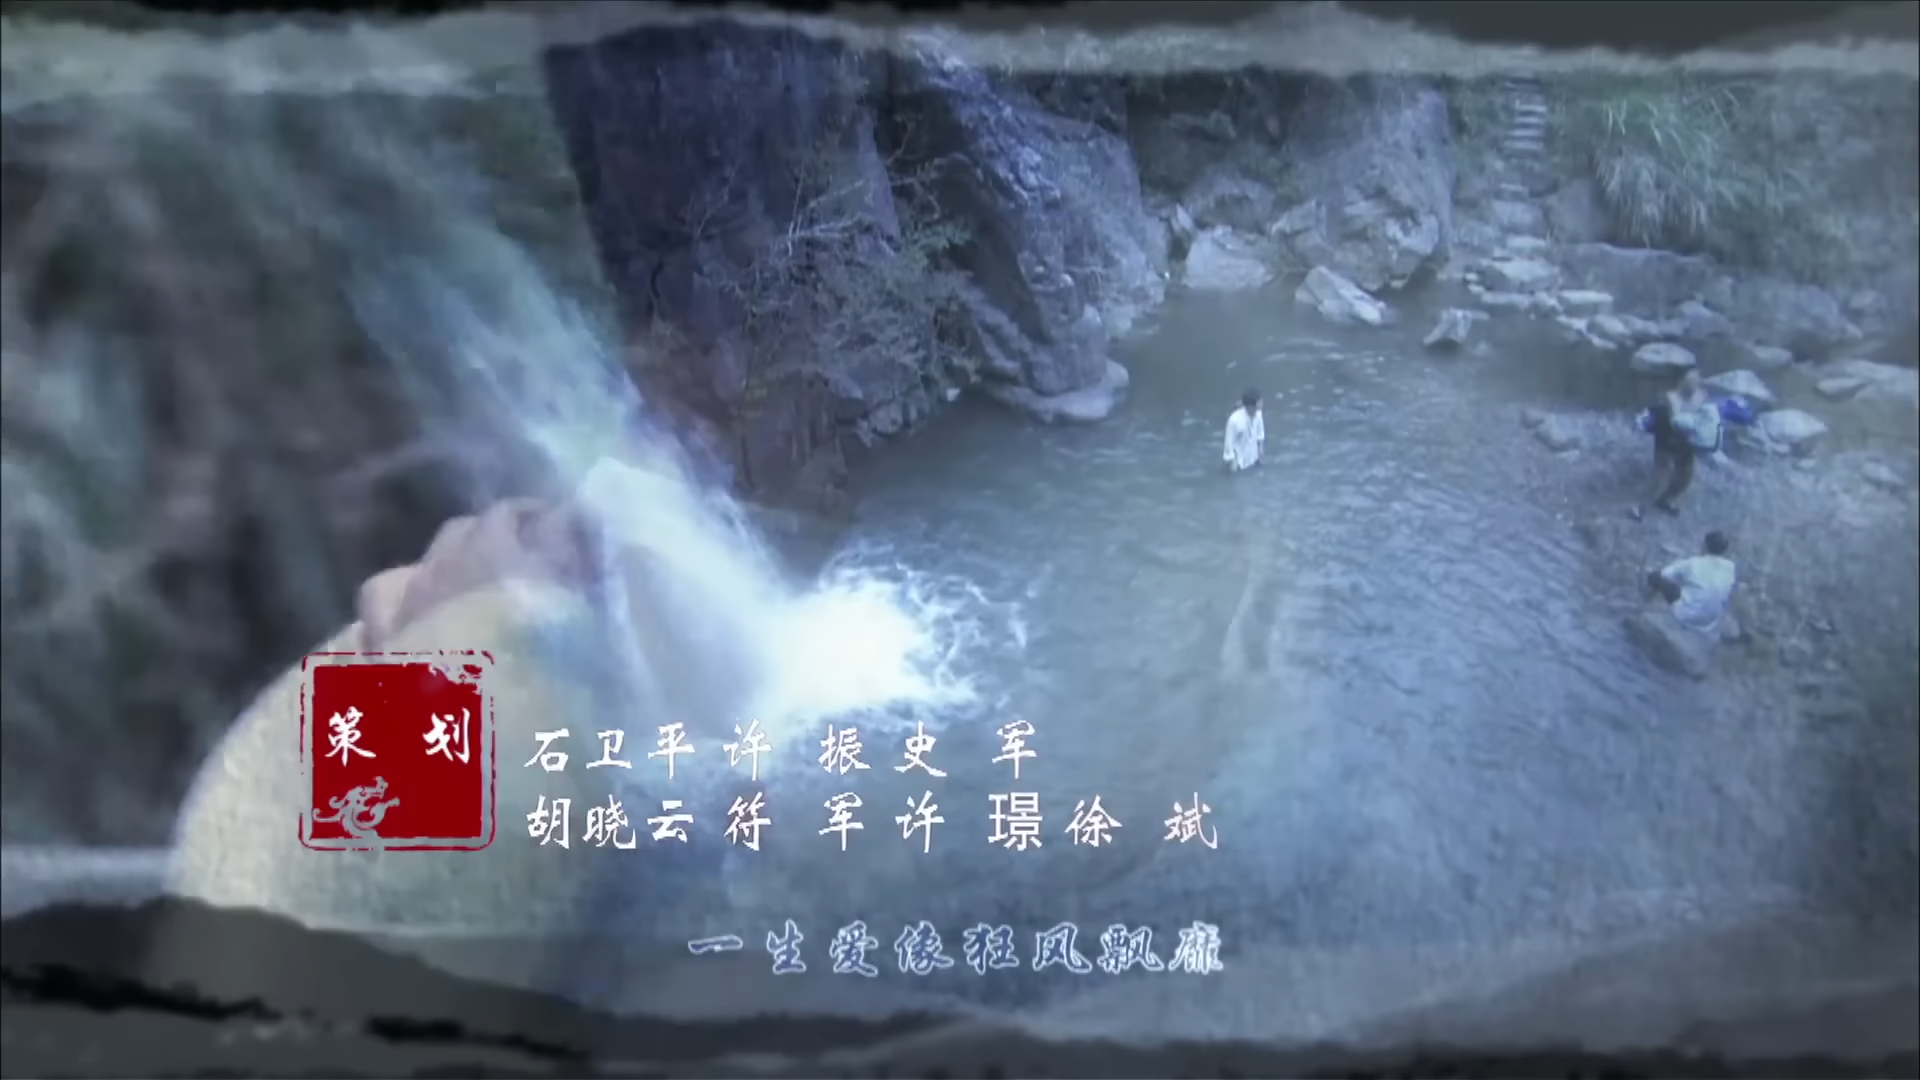 策 划
石卫平 许 振 史 军
胡晓云 符 军 许 璟 徐 斌
一生爱像狂风飘靡